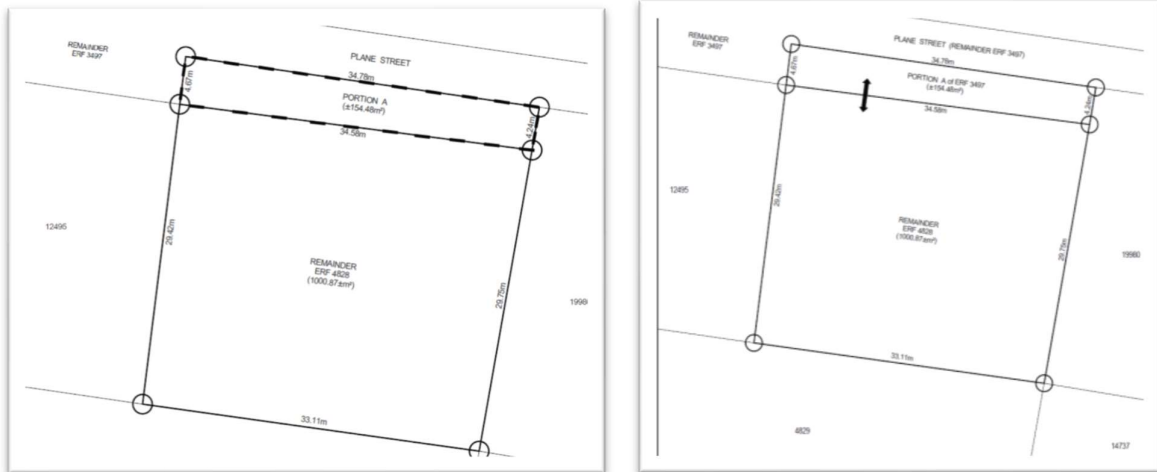 REMAINDER
ERF 3497
PLANE STREET
34.78m
4.67m
PORTION A
(±154.48m²)
4.24m
34.58m
12495
29.42m
REMAINDER
ERF 4828
(1000.87±m²)
29.75m
1998
33.11m
REMAINDER
ERF 3497
PLANE STREET (REMAINDER ERF 3497)
34.78m
4.67m
PORTION A of ERF 3497
(±154.48m²)
4.24m
34.58m
12495
29.42m
REMAINDER
ERF 4828
(1000.87±m²)
29.75m
19980
33.11m
4829
14737